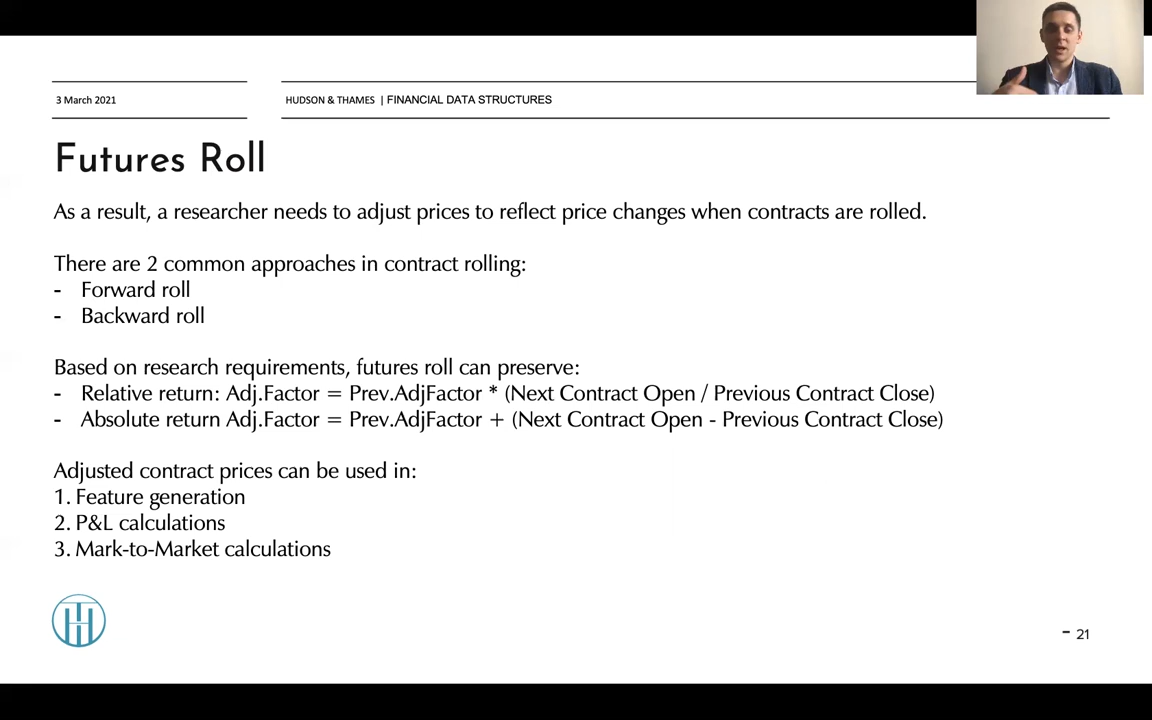 3 March 2021
HUDSON & THAMES | FINANCIAL DATA STRUCTURES
Futures Roll
As a result, a researcher needs to adjust prices to reflect price changes when contracts are rolled.
There are 2 common approaches in contract rolling:
- Forward roll
- Backward roll
Based on research requirements, futures roll can preserve:
- Relative return: Adj.Factor = Prev.AdjFactor * (Next Contract Open / Previous Contract Close)
- Absolute return Adj.Factor = Prev.AdjFactor + (Next Contract Open - Previous Contract Close)
Adjusted contract prices can be used in:
1. Feature generation
2. P&L calculations
3. Mark-to-Market calculations
- 21